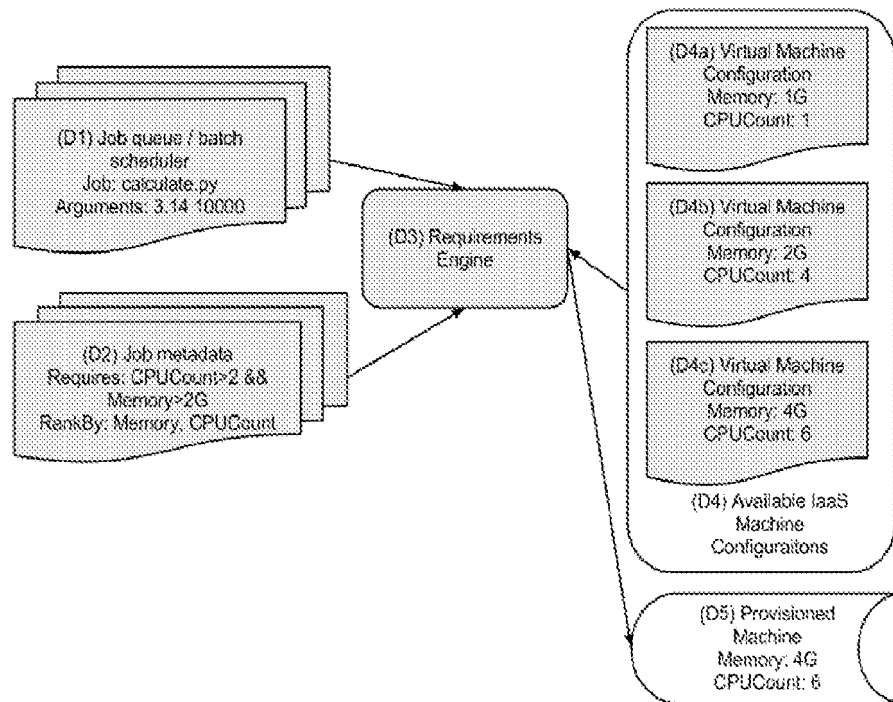 (D1) Job queue / batch
scheduler
Job: calculate.py
Arguments: 3.14 10000
(D2) Job metadata
Requires: CPUCount>2 &&
Memory>2G
RankBy: Memory, CPUCount
(D3) Requirements
Engine
(D4a) Virtual Machine
Configuration
Memory: 1G
CPUCount: 1
(D4b) Virtual Machine
Configuration
Memory: 2G
CPUCount: 4
(D4c) Virtual Machine
Configuration
Memory: 4G
CPUCount: 6
(D4) Available IaaS
Machine
Configuraitons
(D5) Provisioned
Machine
Memory: 4G
CPUCount: 6